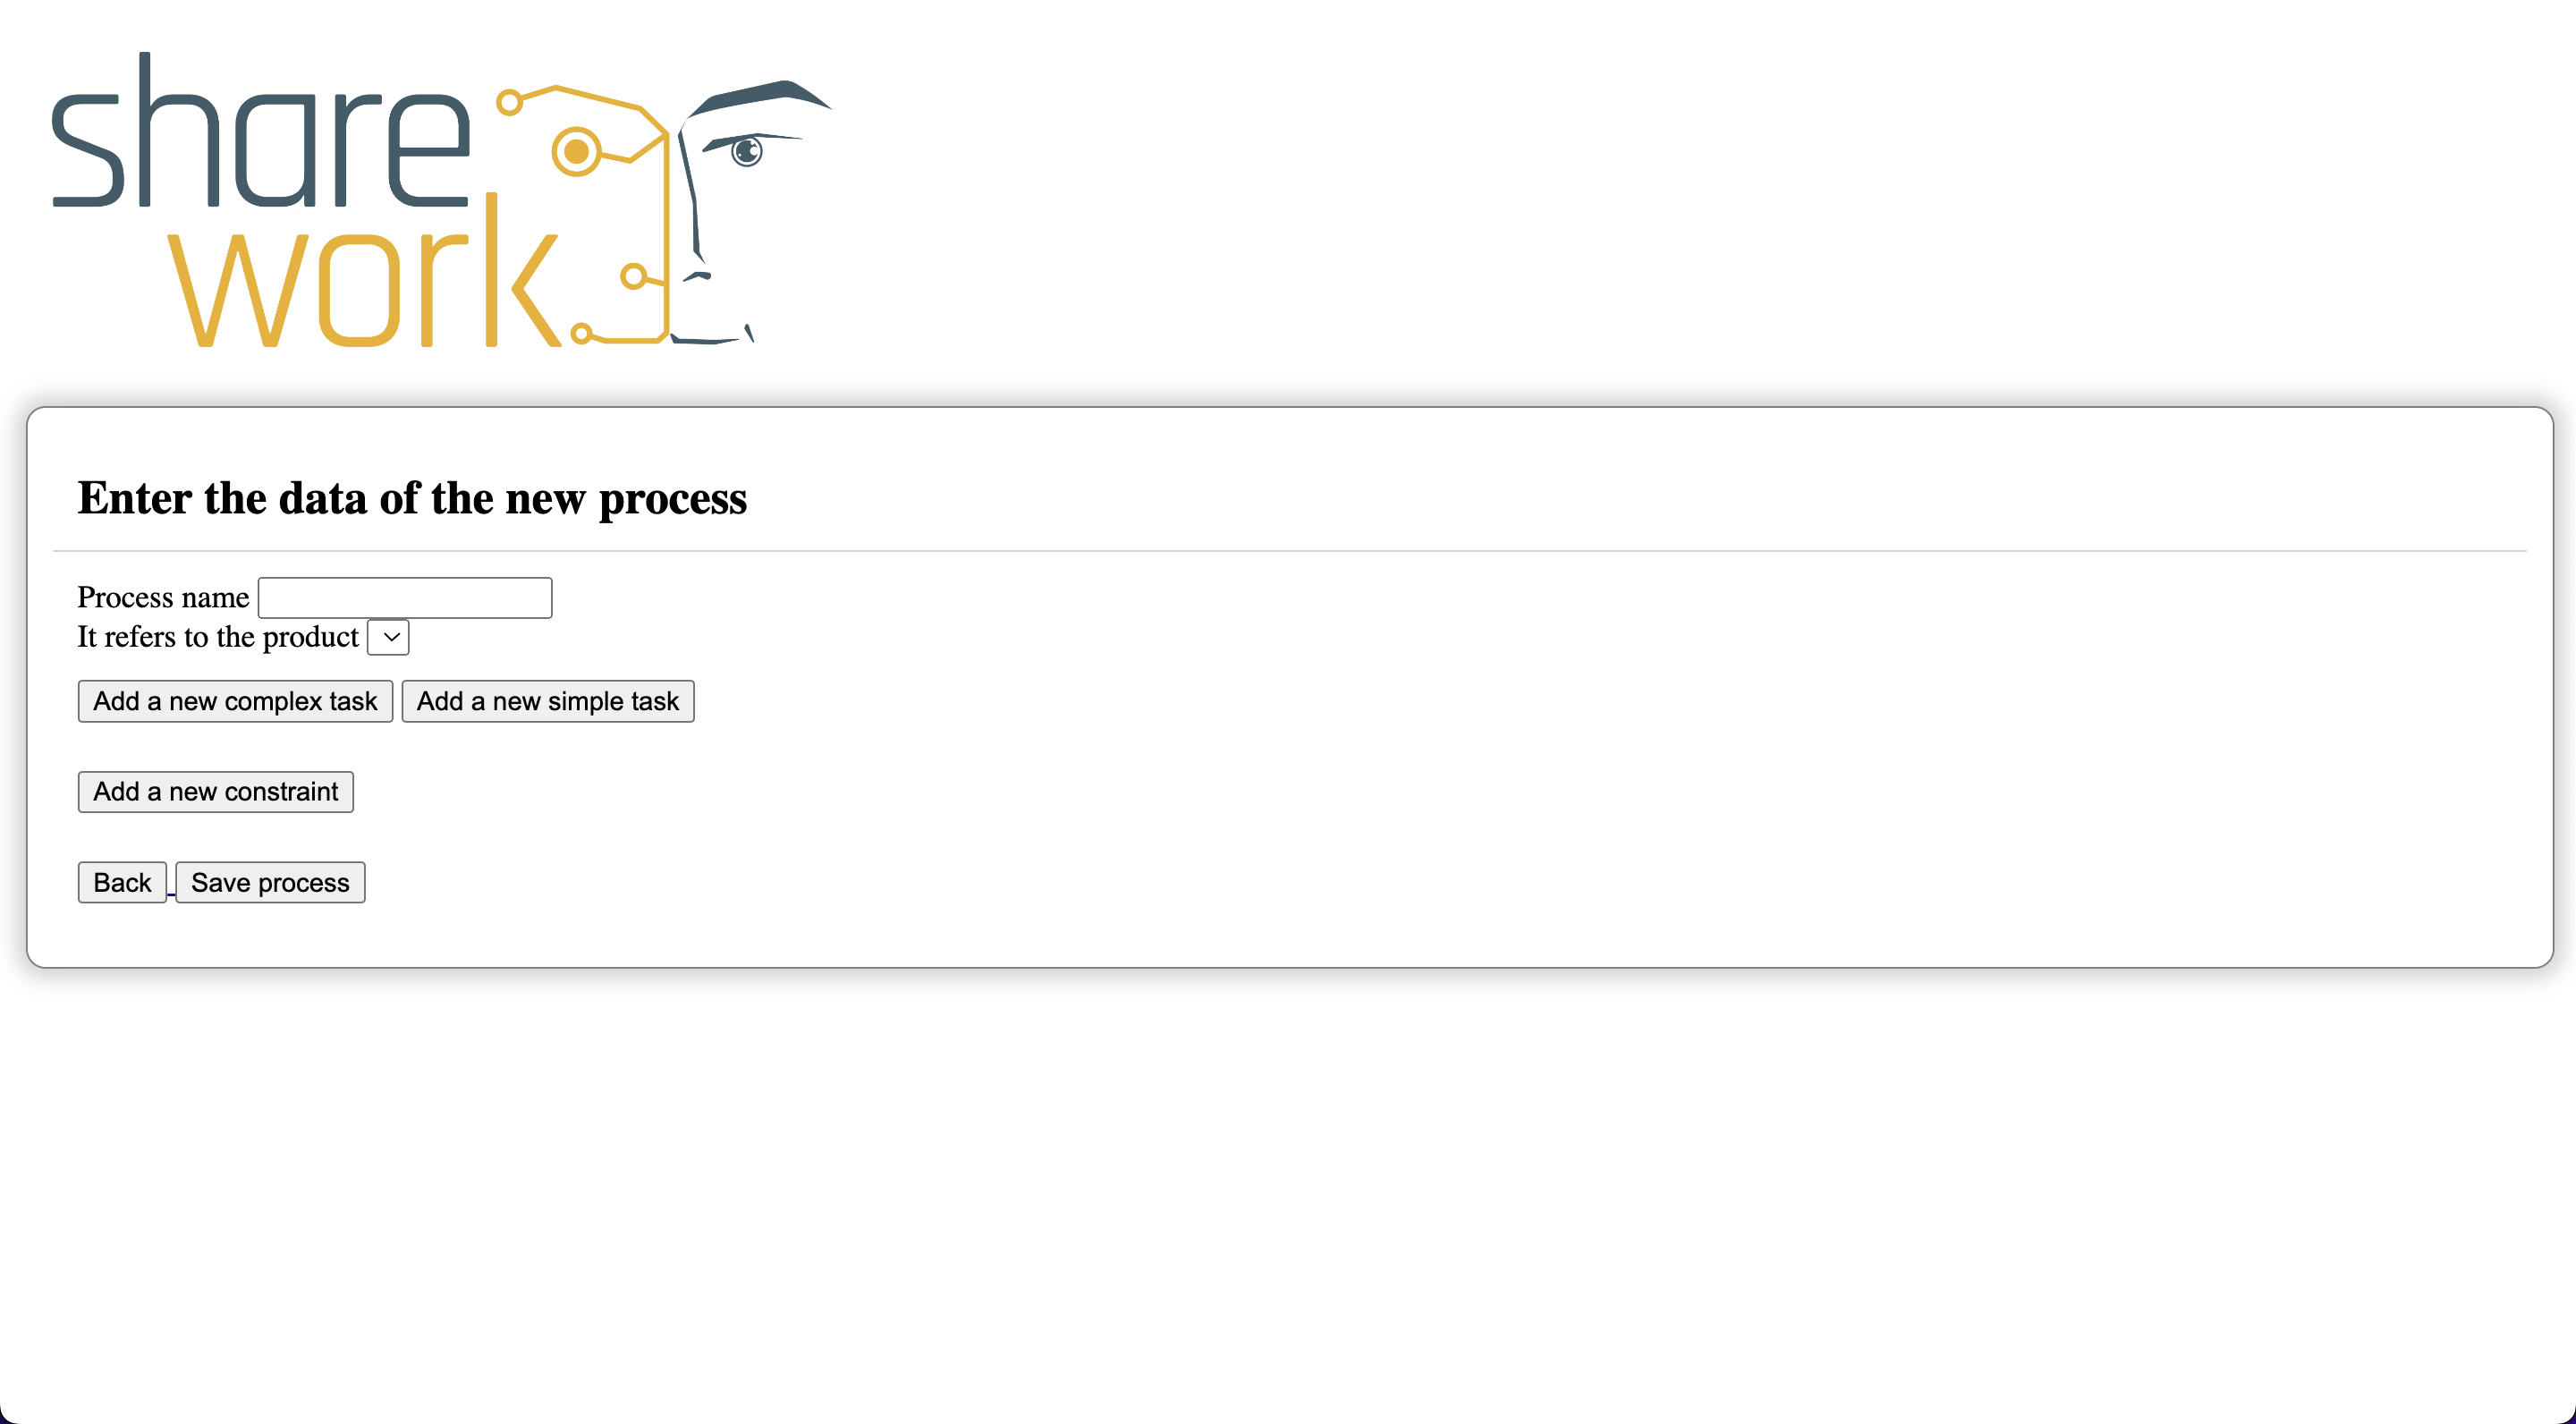 share
work
Enter the data of the new process
Process name
It refers to the product
Add a new complex task Add a new simple task
Add a new constraint
Back Save process